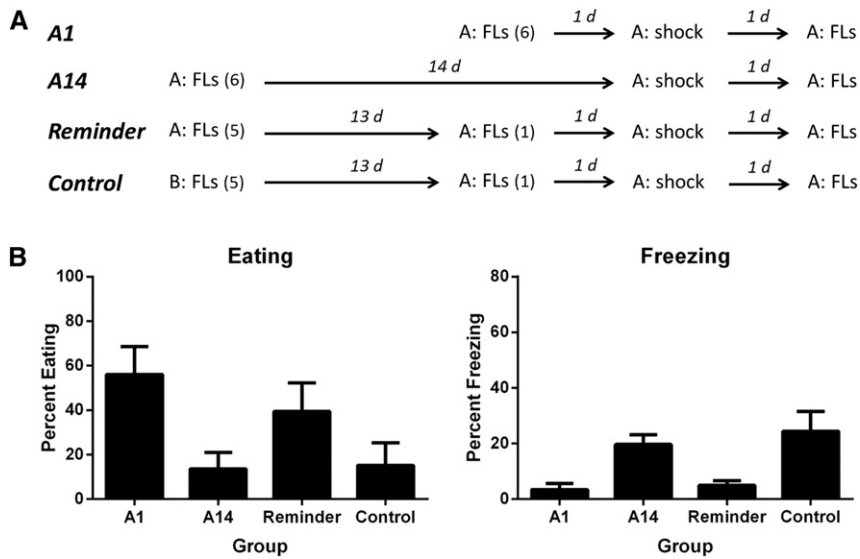 A
A1 A: FLs (6) 1 d A: shock 1 d A: FLs
A14 A: FLs (6) 14 d A: shock 1 d A: FLs
Reminder A: FLs (5) 13 d A: FLs (1) 1 d A: shock 1 d A: FLs
Control B: FLs (5) 13 d A: FLs (1) 1 d A: shock 1 d A: FLs
B
Eating
Percent Eating
100
80
60
40
20
0
A1 A14 Reminder Control
Group
Freezing
Percent Freezing
80
60
40
20
0
A1 A14 Reminder Control
Group